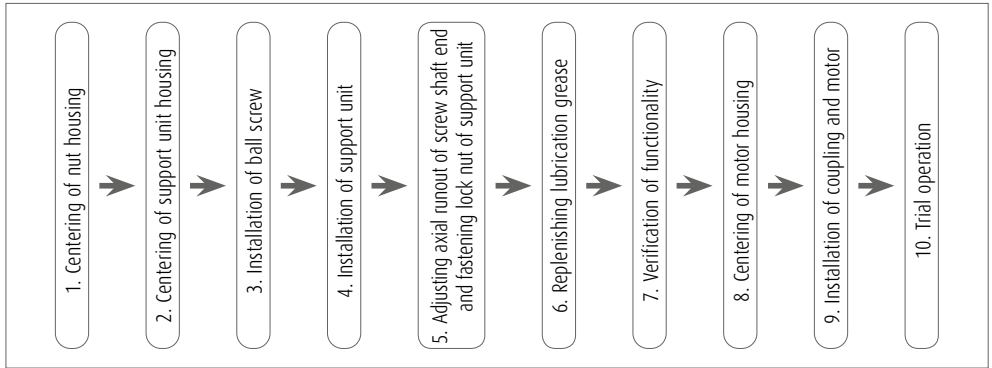 1. Centering of nut housing
2. Centering of support unit housing
3. Installation of ball screw
4. Installation of support unit
5. Adjusting axial runout of screw shaft end
and fastening lock nut of support unit
6. Replenishing lubrication grease
7. Verification of functionality
8. Centering of motor housing
9. Installation of coupling and motor
10. Trial operation